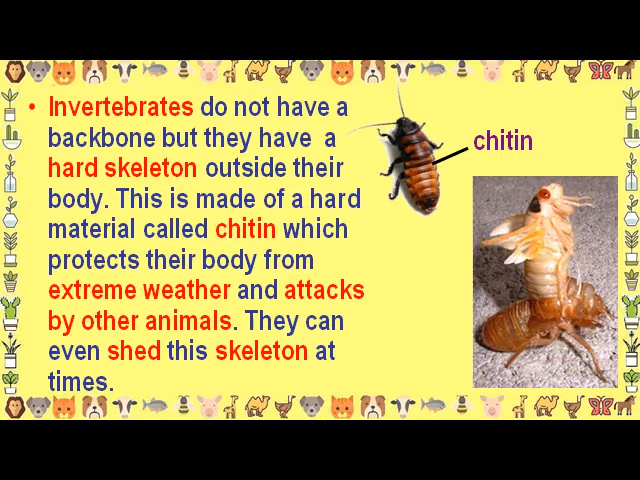 • Invertebrates do not have a
backbone but they have a
hard skeleton outside their
body. This is made of a hard
material called chitin which
protects their body from
extreme weather and attacks
by other animals. They can
even shed this skeleton at
times.
chitin